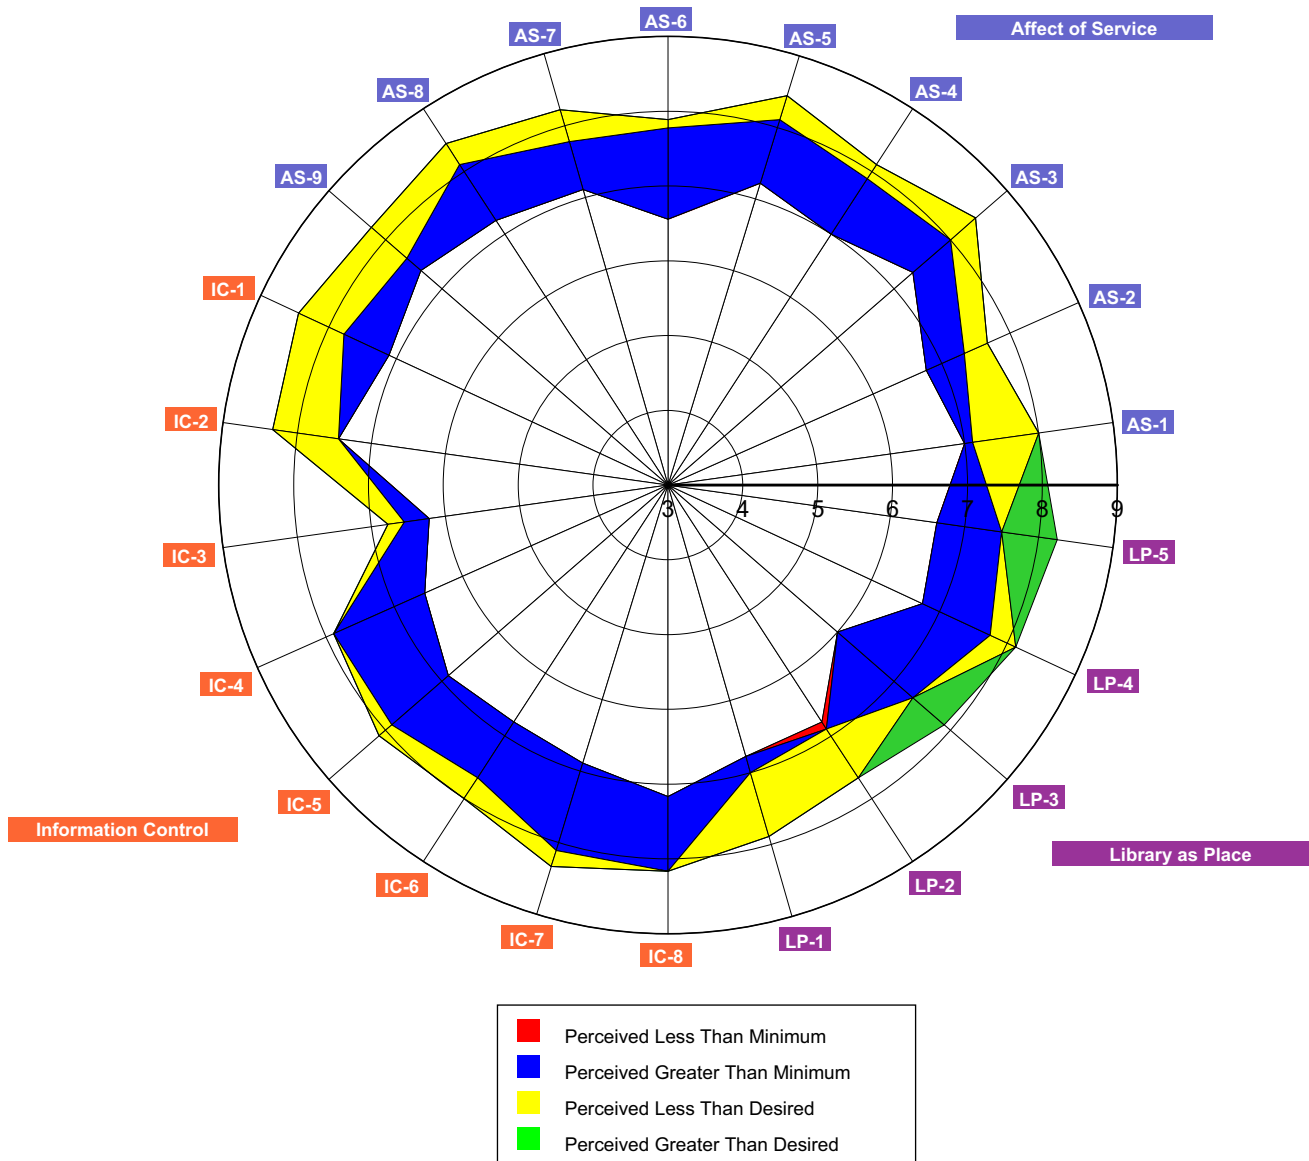 AS-6
AS-7
AS-5
Affect of Service
AS-8
AS-4
AS-9
AS-3
IC-1
AS-2
IC-2
AS-1
3 4 5 6 7 8 9
IC-3
LP-5
IC-4
LP-4
IC-5
LP-3
Information Control
Library as Place
IC-6
LP-2
IC-7
LP-1
IC-8
Perceived Less Than Minimum
Perceived Greater Than Minimum
Perceived Less Than Desired
Perceived Greater Than Desired